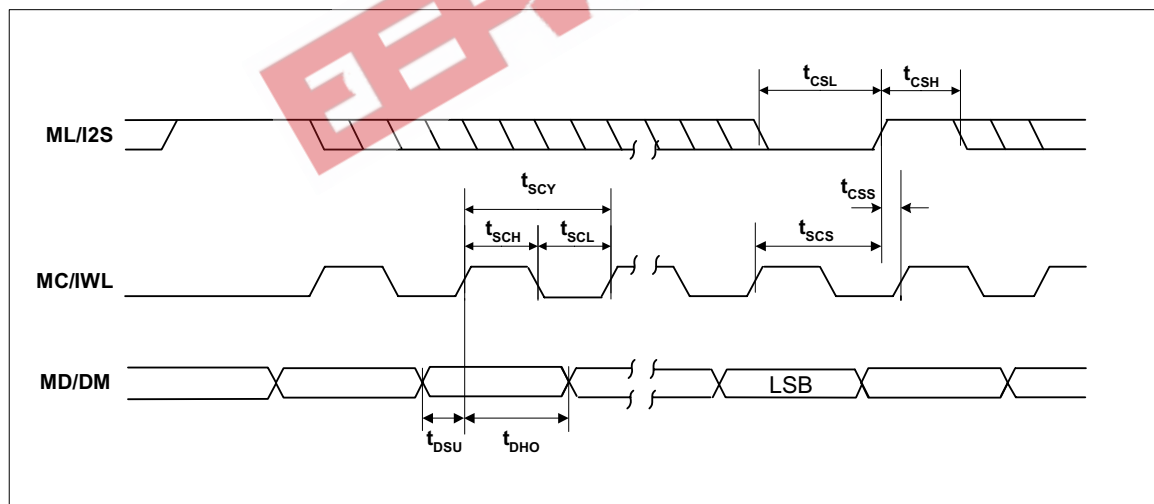 tCSL tCSH
ML/I2S
tSCY
tCSS
tSCH tSCL
tSCS
MC/IWL
MD/DM
LSB
tDSU tDHO